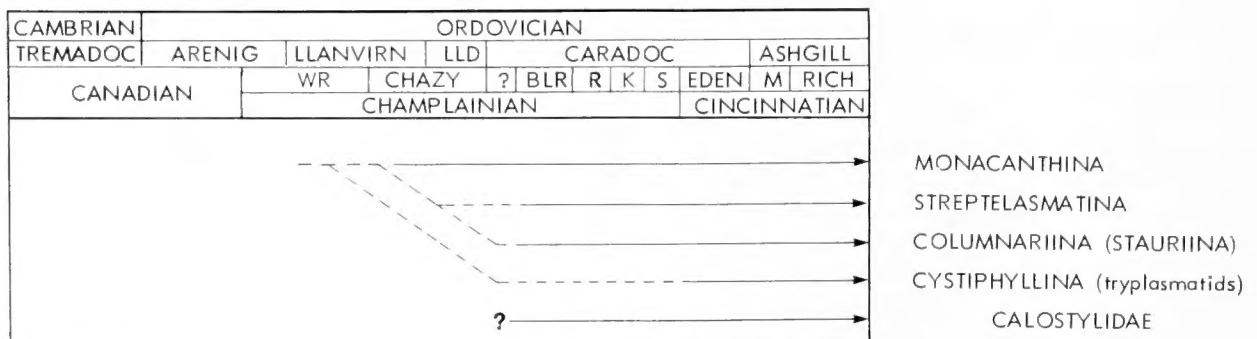 CAMBRIAN ORDOVICIAN
TREMADOC ARENIG LLANVIRN LLD CARADOC ASHGILL
CANADIAN WR CHAZY ? BLR R K S EDEN M RICH
CHAMPLAINIAN CINCINNATIAN
MONACANTHINA
STREPTELASMATINA
COLUMNARIINA (STAURIINA)
CYSTIPHYLLINA (tryplasmatids)
? CALOSTYLIDAE